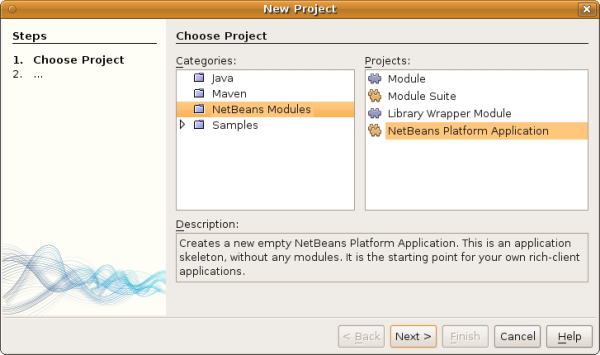 New Project
Steps
1. Choose Project
2. ...
Choose Project
Categories:
Java
Maven
NetBeans Modules
Samples
Projects:
Module
Module Suite
Library Wrapper Module
NetBeans Platform Application
Description:
Creates a new empty NetBeans Platform Application. This is an application
skeleton, without any modules. It is the starting point for your own rich-client
applications.
< Back
Next >
Finish
Cancel
Help